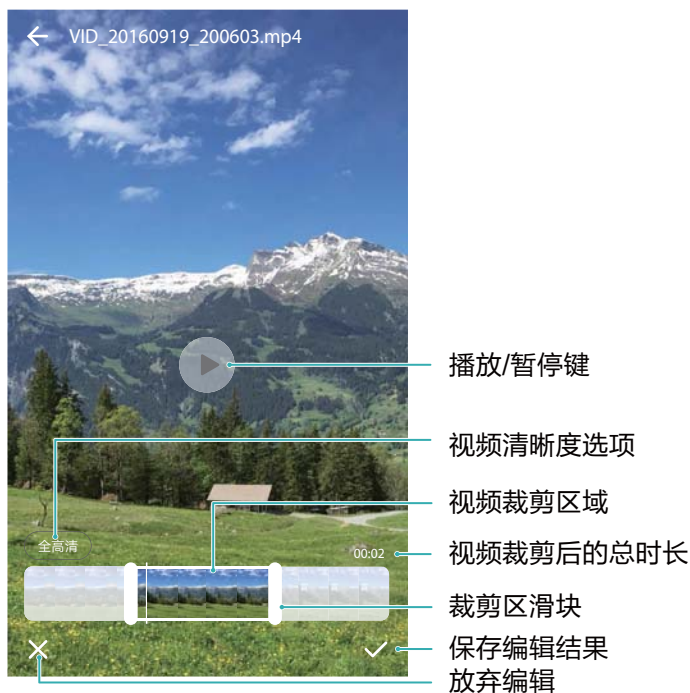 VID_20160919_200603.mp4
播放/暂停键
视频清晰度选项
视频裁剪区域
全高清
00:02
视频裁剪后的总时长
裁剪区滑块
保存编辑结果
放弃编辑